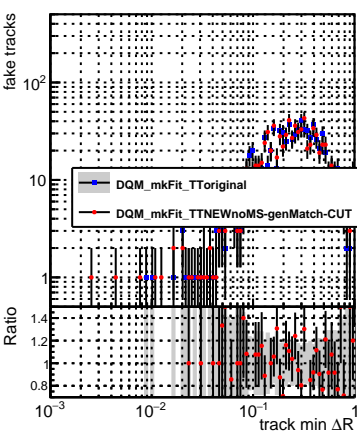 fake tracks
10²
10
1
DQM_mkFit_TToriginal
DQM_mkFit_TTNEWnoMS-genMatch-CUT
Ratio
1.4
1.2
1
0.8
10⁻³ 10⁻² 10⁻¹ 1
track min ΔR